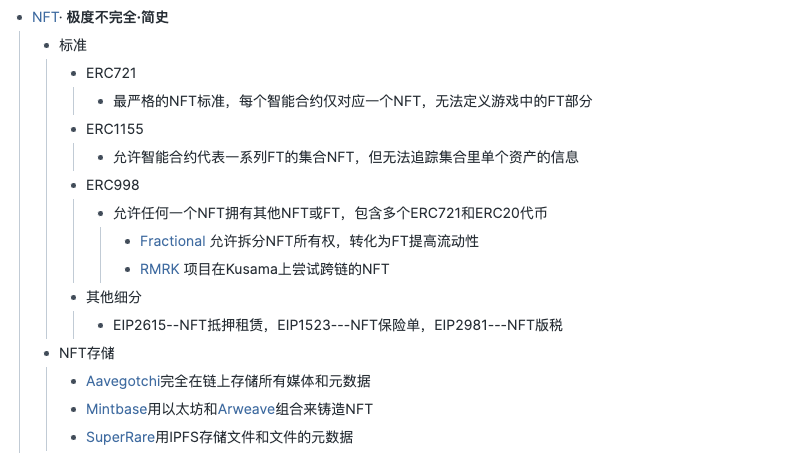 NFT· 极度不完全·简史
标准
ERC721
最严格的NFT标准，每个智能合约仅对应一个NFT，无法定义游戏中的FT部分
ERC1155
允许智能合约代表一系列FT的集合NFT，但无法追踪集合里单个资产的信息
ERC998
允许任何一个NFT拥有其他NFT或FT，包含多个ERC721和ERC20代币
Fractional 允许拆分NFT所有权，转化为FT提高流动性
RMRK 项目在Kusama上尝试跨链的NFT
其他细分
EIP2615--NFT抵押租赁，EIP1523---NFT保险单，EIP2981---NFT版税
NFT存储
Aavegotchi完全在链上存储所有媒体和元数据
Mintbase用以太坊和Arweave组合来铸造NFT
SuperRare用IPFS存储文件和文件的元数据